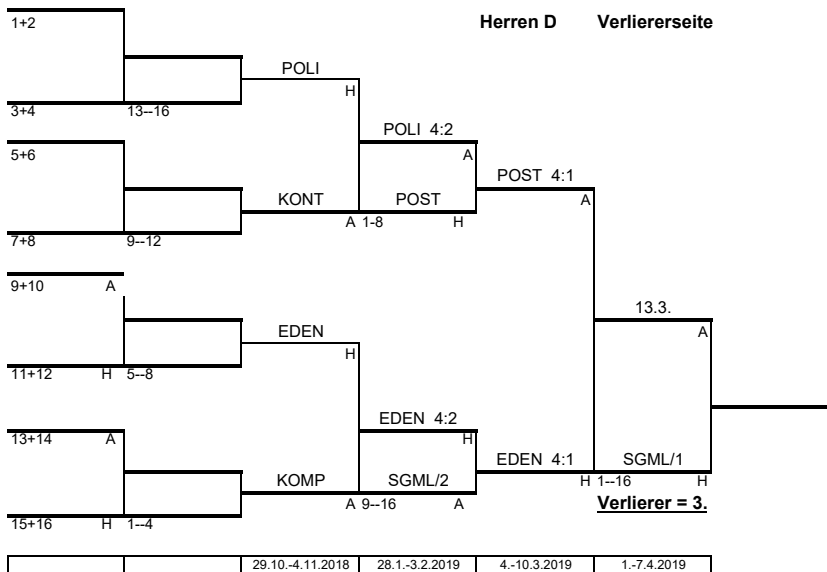 1+2
Herren D Verliererseite
POLI
H
3+4 13--16
POLI 4:2
A
5+6
POST 4:1
A
KONT POST
A 1-8 H
7+8 9--12
9+10 A
13.3.
A
EDEN
H
11+12 H 5--8
EDEN 4:2
H
13+14 A
EDEN 4:1 SGML/1
H 1--16 H
KOMP SGML/2
A 9--16 A
Verlierer = 3.
15+16 H 1--4
29.10.-4.11.2018 28.1.-3.2.2019 4.-10.3.2019 1.-7.4.2019